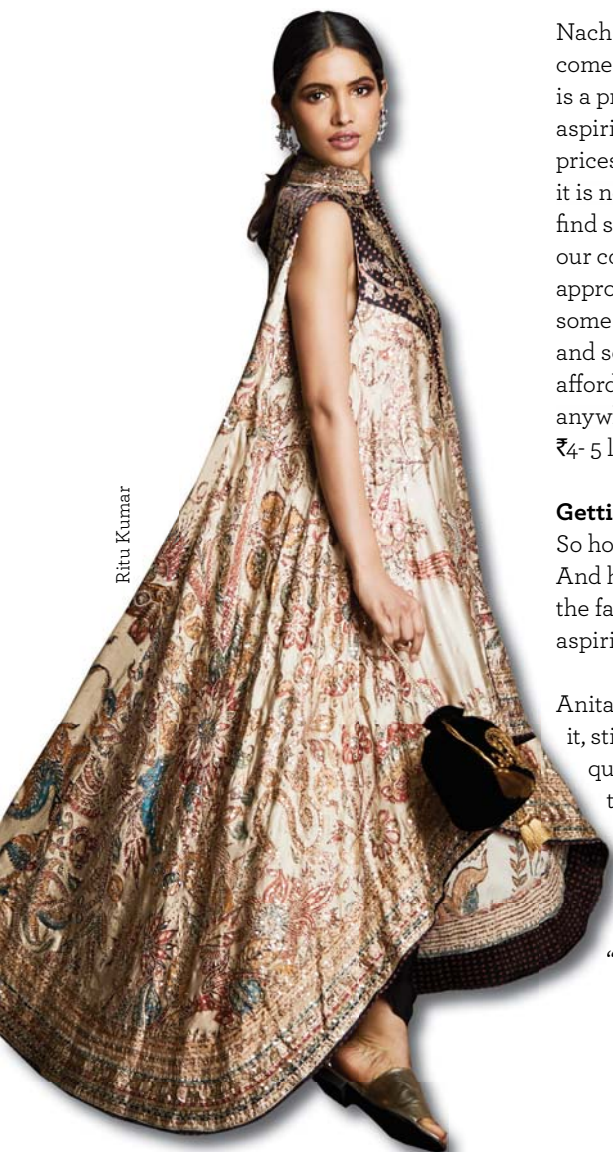 Ritu Kumar
Nach
come
is a pr
aspiri
prices
it is n
find s
our co
appro
some
and se
afford
anyw
₹4- 5 l
Getti
So ho
And h
the fa
aspiri
Anita
it, sti
qu
t
“